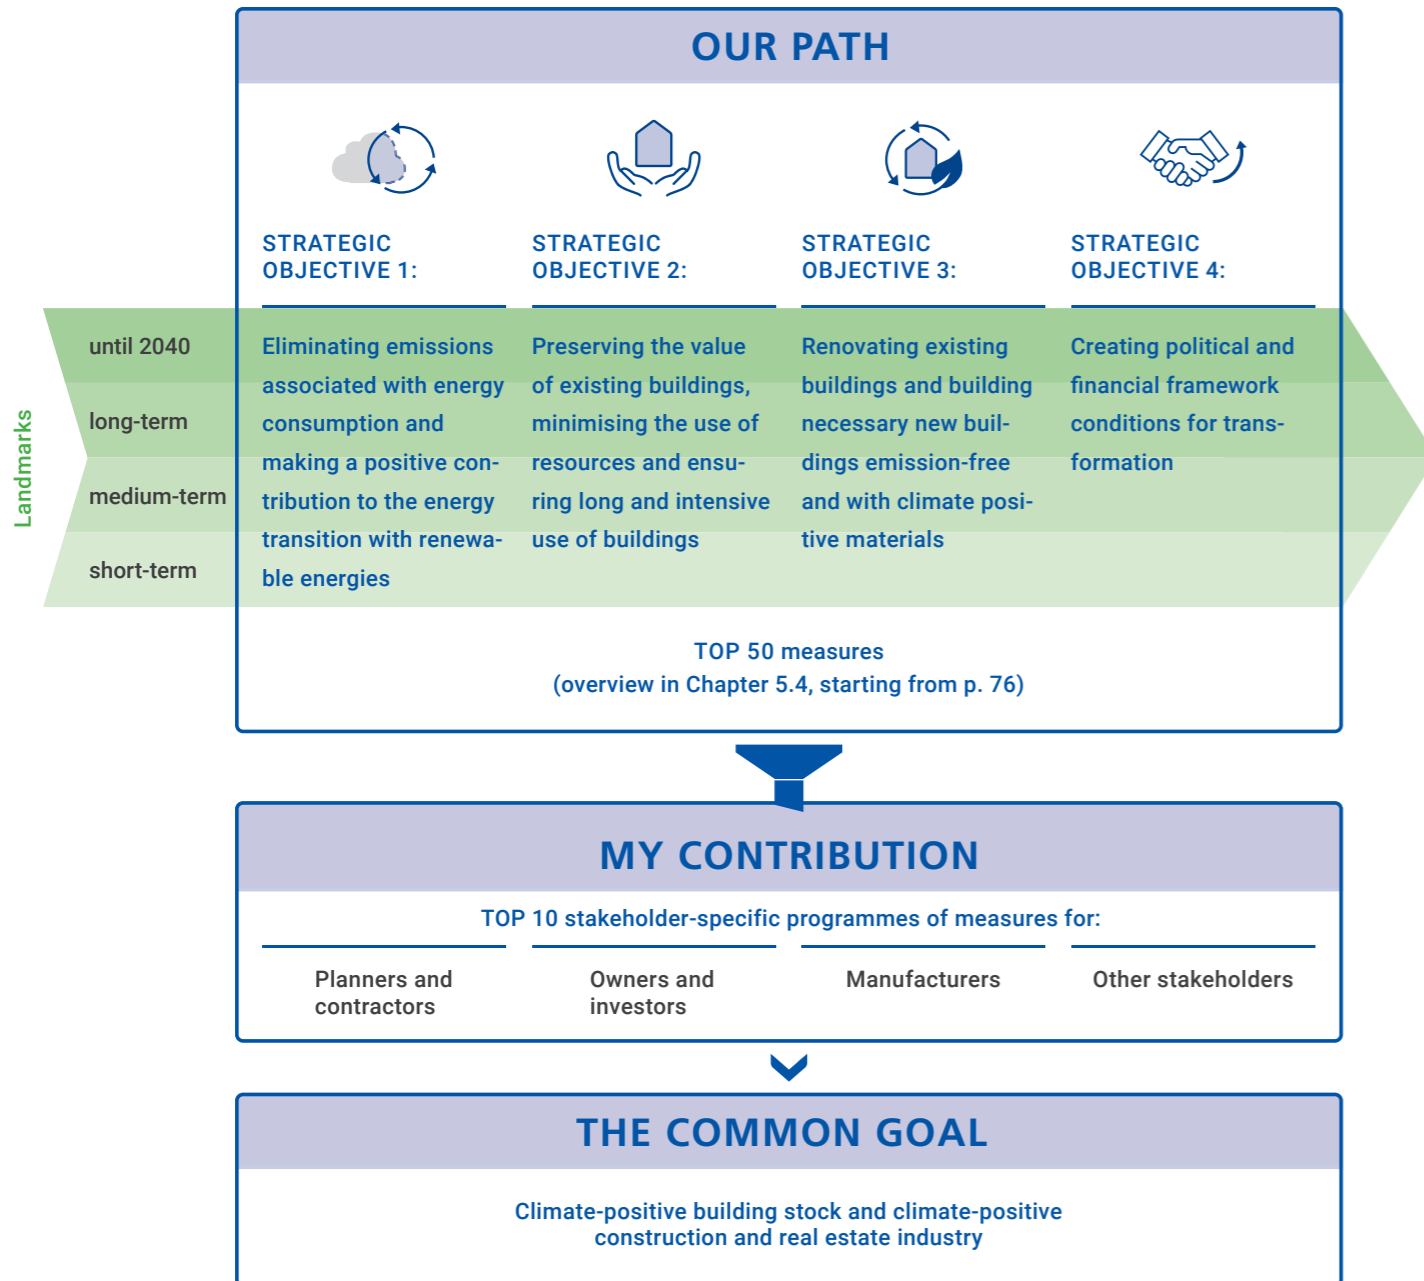 OUR PATH
STRATEGIC
OBJECTIVE 1:
STRATEGIC
OBJECTIVE 2:
STRATEGIC
OBJECTIVE 3:
STRATEGIC
OBJECTIVE 4:
Landmarks
until 2040
long-term
medium-term
short-term
Eliminating emissions
associated with energy
consumption and
making a positive con-
tribution to the energy
transition with renewa-
ble energies
Preserving the value
of existing buildings,
minimising the use of
resources and ensu-
ring long and intensive
use of buildings
Renovating existing
buildings and building
necessary new buil-
dings emission-free
and with climate posi-
tive materials
Creating political and
financial framework
conditions for trans-
formation
TOP 50 measures
(overview in Chapter 5.4, starting from p. 76)
MY CONTRIBUTION
TOP 10 stakeholder-specific programmes of measures for:
Planners and
contractors
Owners and
investors
Manufacturers
Other stakeholders
THE COMMON GOAL
Climate-positive building stock and climate-positive
construction and real estate industry